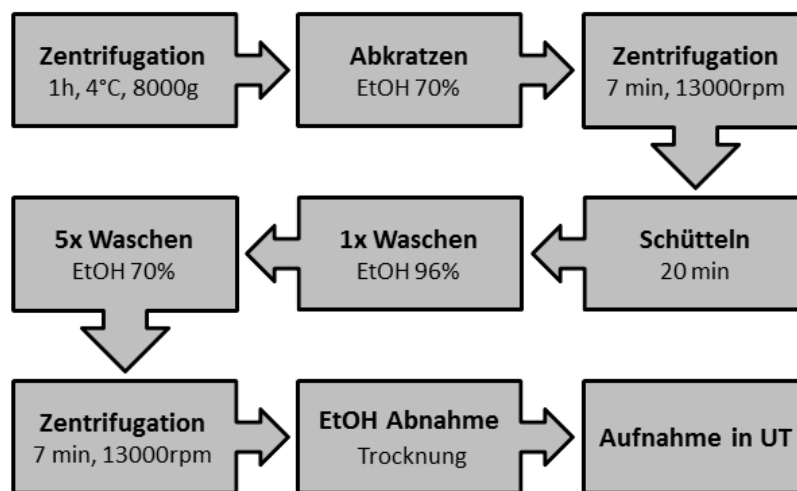 Zentrifugation
1h, 4°C, 8000g
Abkratzen
EtOH 70%
Zentrifugation
7 min, 13000rpm
Schütteln
20 min
1x Waschen
EtOH 96%
5x Waschen
EtOH 70%
Zentrifugation
7 min, 13000rpm
EtOH Abnahme
Trocknung
Aufnahme in UT